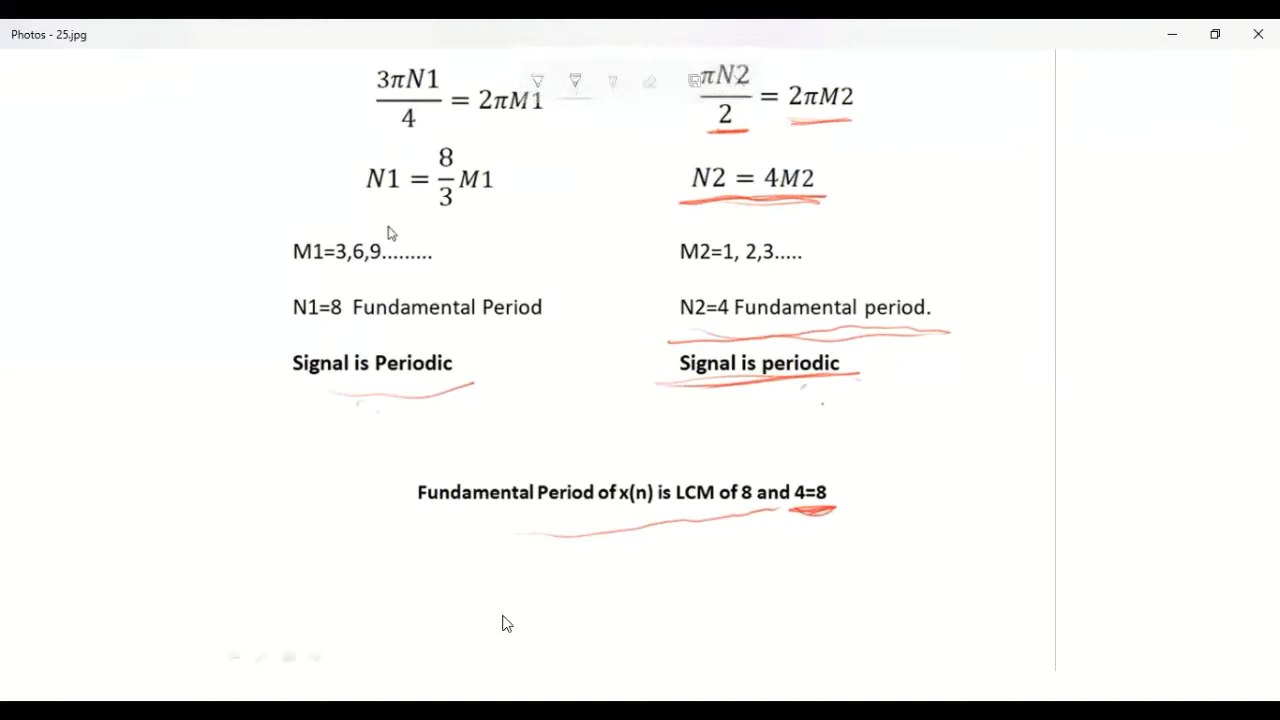 Photos - 25.jpg
3πN1/4 = 2πM1
πN2/2 = 2πM2
N1 = 8/3 M1
N2 = 4M2
M1=3,6,9.........
M2=1, 2,3.....
N1=8 Fundamental Period
N2=4 Fundamental period.
Signal is Periodic
Signal is periodic
Fundamental Period of x(n) is LCM of 8 and 4=8